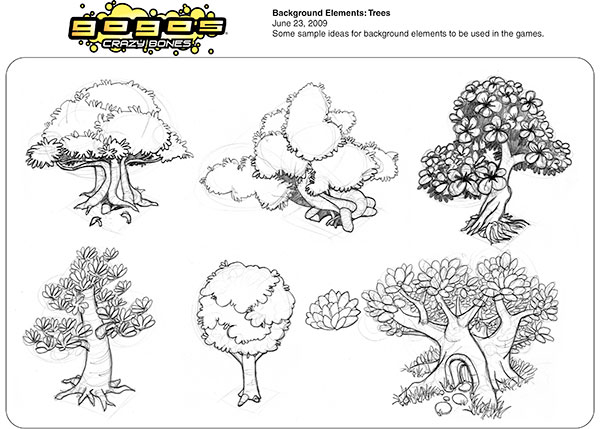 gogo's
CRAZY BONES
Background Elements: Trees
June 23, 2009
Some sample ideas for background elements to be used in the games.